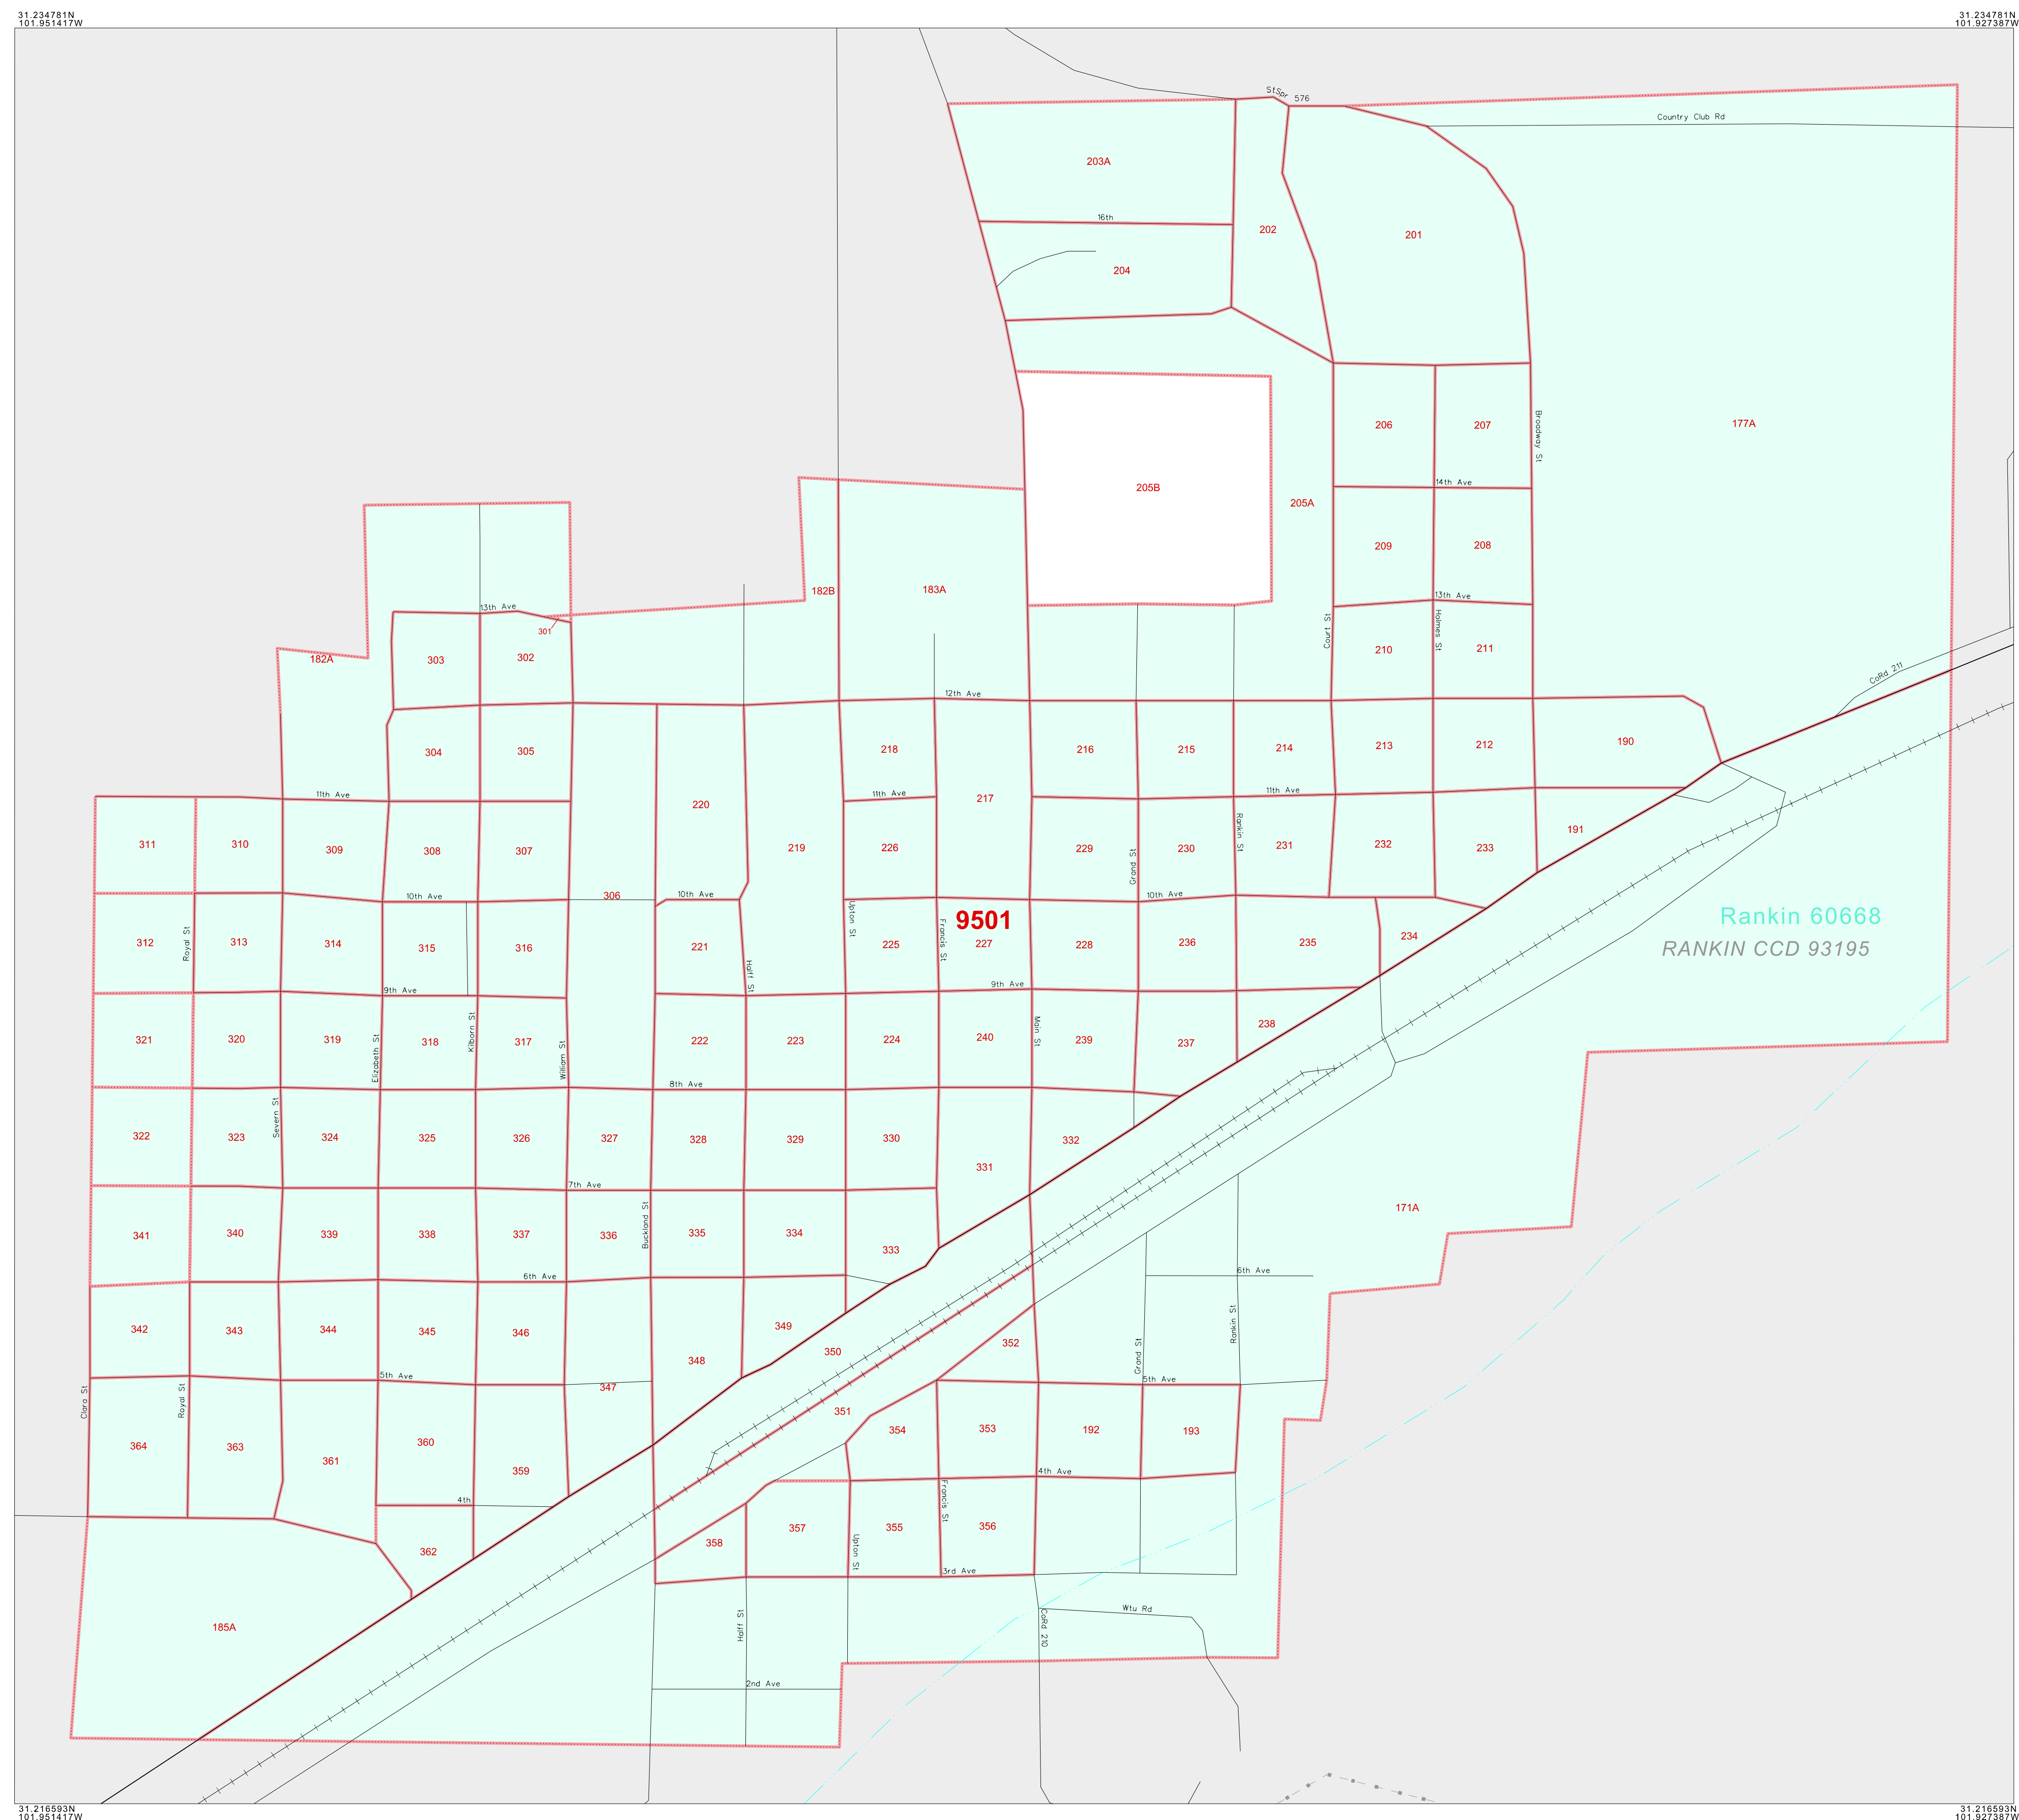 31.234781N
101.951417W
31.234781N
101.927387W
StSpr 576
Country Club Rd
203A
16th
202
201
204
206
207
Broadway St
177A
14th Ave
205B
205A
209
208
182B
183A
13th Ave
13th Ave
301
303
302
182A
Court St
Holmes St
210
211
CoRd 211
12th Ave
304
305
218
216
215
214
213
212
190
11th Ave
11th Ave
11th Ave
220
217
311
310
309
308
307
219
226
229
Grand St
230
Rankin St
231
232
233
191
10th Ave
306
10th Ave
10th Ave
Upton St
9501
Rankin 60668
312
Royal St
313
314
315
316
221
225
Francis St
227
228
236
235
234
RANKIN CCD 93195
9th Ave
Haff St
9th Ave
321
320
319
Elizabeth St
318
Kilborn St
317
William St
222
223
224
240
Main St
239
237
238
8th Ave
322
323
Severn St
324
325
326
327
328
329
330
331
332
7th Ave
171A
341
340
339
338
337
336
Buckland St
335
334
333
6th Ave
6th Ave
342
343
344
345
346
348
349
350
352
Grand St
Rankin St
5th Ave
347
5th Ave
Clara St
Royal St
351
364
363
361
360
359
354
353
192
193
4th
4th Ave
362
358
357
Upton St
355
Francis St
356
3rd Ave
185A
Haff St
CoRd 210
Wtu Rd
2nd Ave
31.216593N
101.951417W
31.216593N
101.927387W